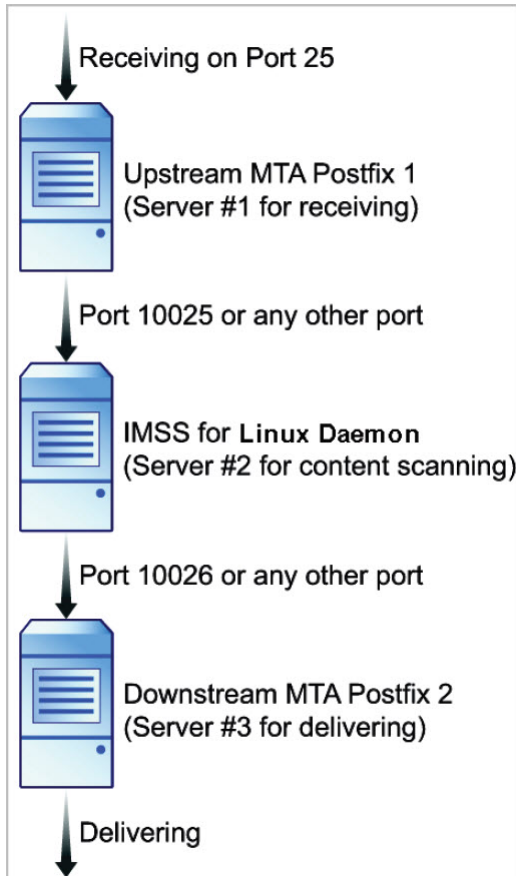 Receiving on Port 25
Upstream MTA Postfix 1
(Server #1 for receiving)
Port 10025 or any other port
IMSS for Linux Daemon
(Server #2 for content scanning)
Port 10026 or any other port
Downstream MTA Postfix 2
(Server #3 for delivering)
Delivering